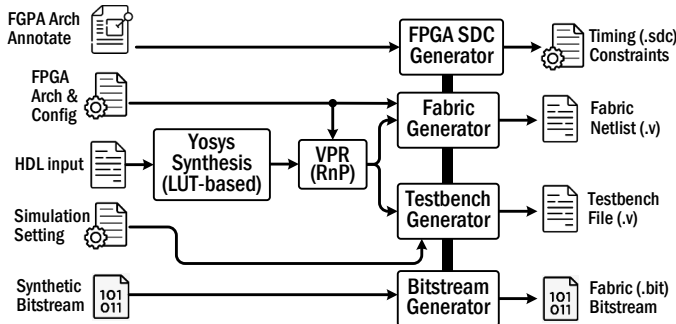 FGPA Arch
Annotate
FPGA SDC
Generator
Timing (.sdc)
Constraints
FPGA
Arch &
Config
Fabric
Generator
Fabric
Netlist (.v)
HDL input
Yosys
Synthesis
(LUT-based)
VPR
(RnP)
Simulation
Setting
Testbench
Generator
Testbench
File (.v)
Synthetic
Bitstream
101
011
Bitstream
Generator
101
011
Fabric (.bit)
Bitstream